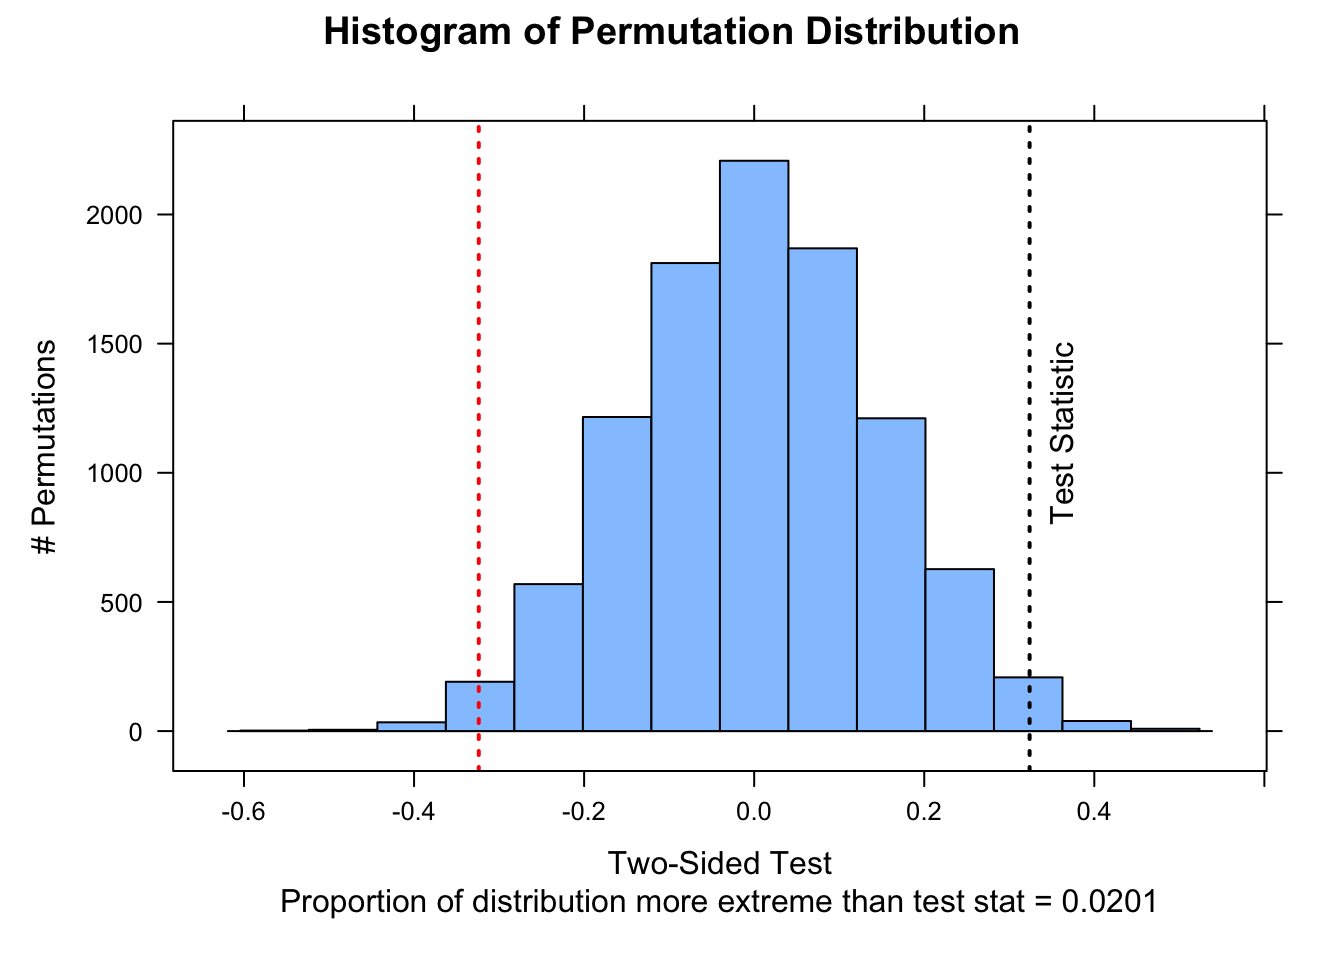 Histogram of Permutation Distribution
2000
1500
1000
500
0
# Permutations
Test Statistic
-0.6 -0.4 -0.2 0.0 0.2 0.4
Two-Sided Test
Proportion of distribution more extreme than test stat = 0.0201